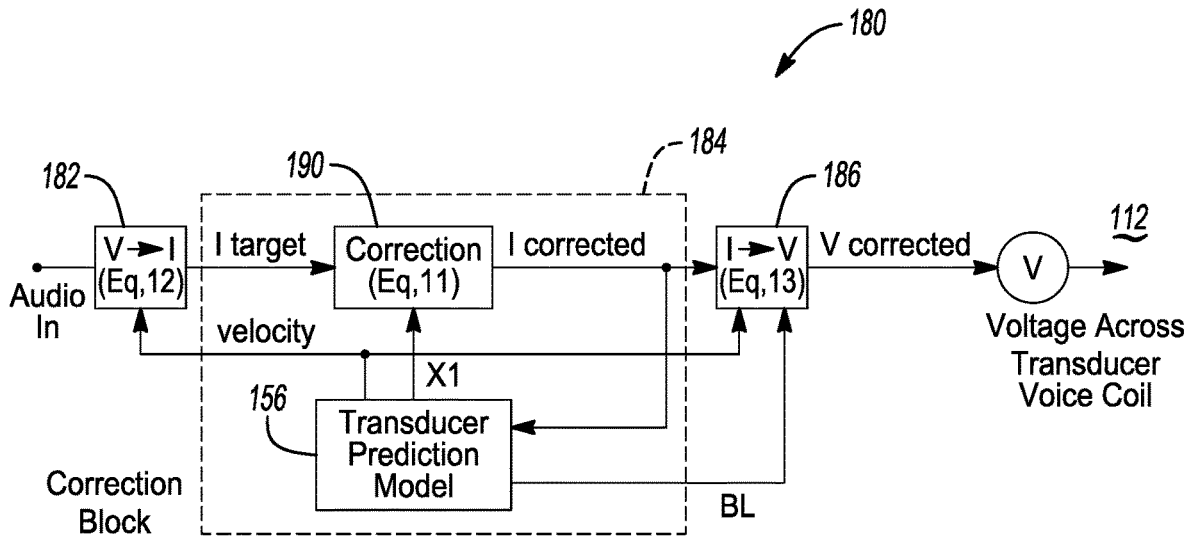 180
184
182
190
186
112
V → I
(Eq,12)
I target
Correction
(Eq,11)
I corrected
I → V
(Eq,13)
V corrected
V
Audio
In
velocity
X1
Voltage Across
Transducer
Voice Coil
156
Transducer
Prediction
Model
BL
Correction
Block